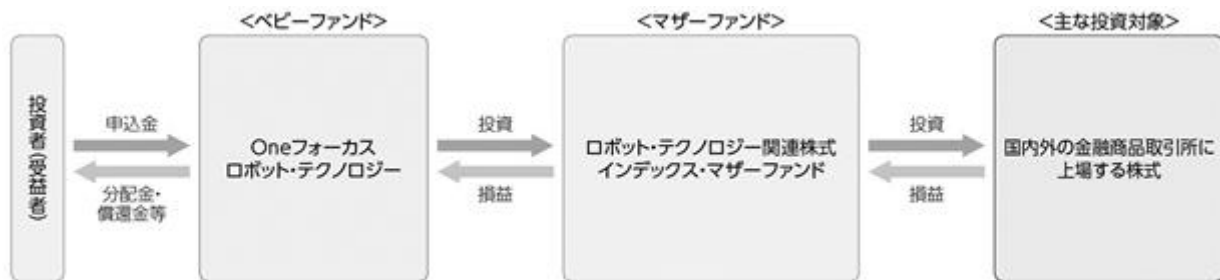 <ベビーファンド>
<マザーファンド>
<主な投資対象>
投資者(受益者)
申込金
分配金・
償還金等
Oneフォーカス
ロボット・テクノロジー
投資
損益
ロボット・テクノロジー関連株式
インデックス・マザーファンド
投資
損益
国内外の金融商品取引所に
上場する株式